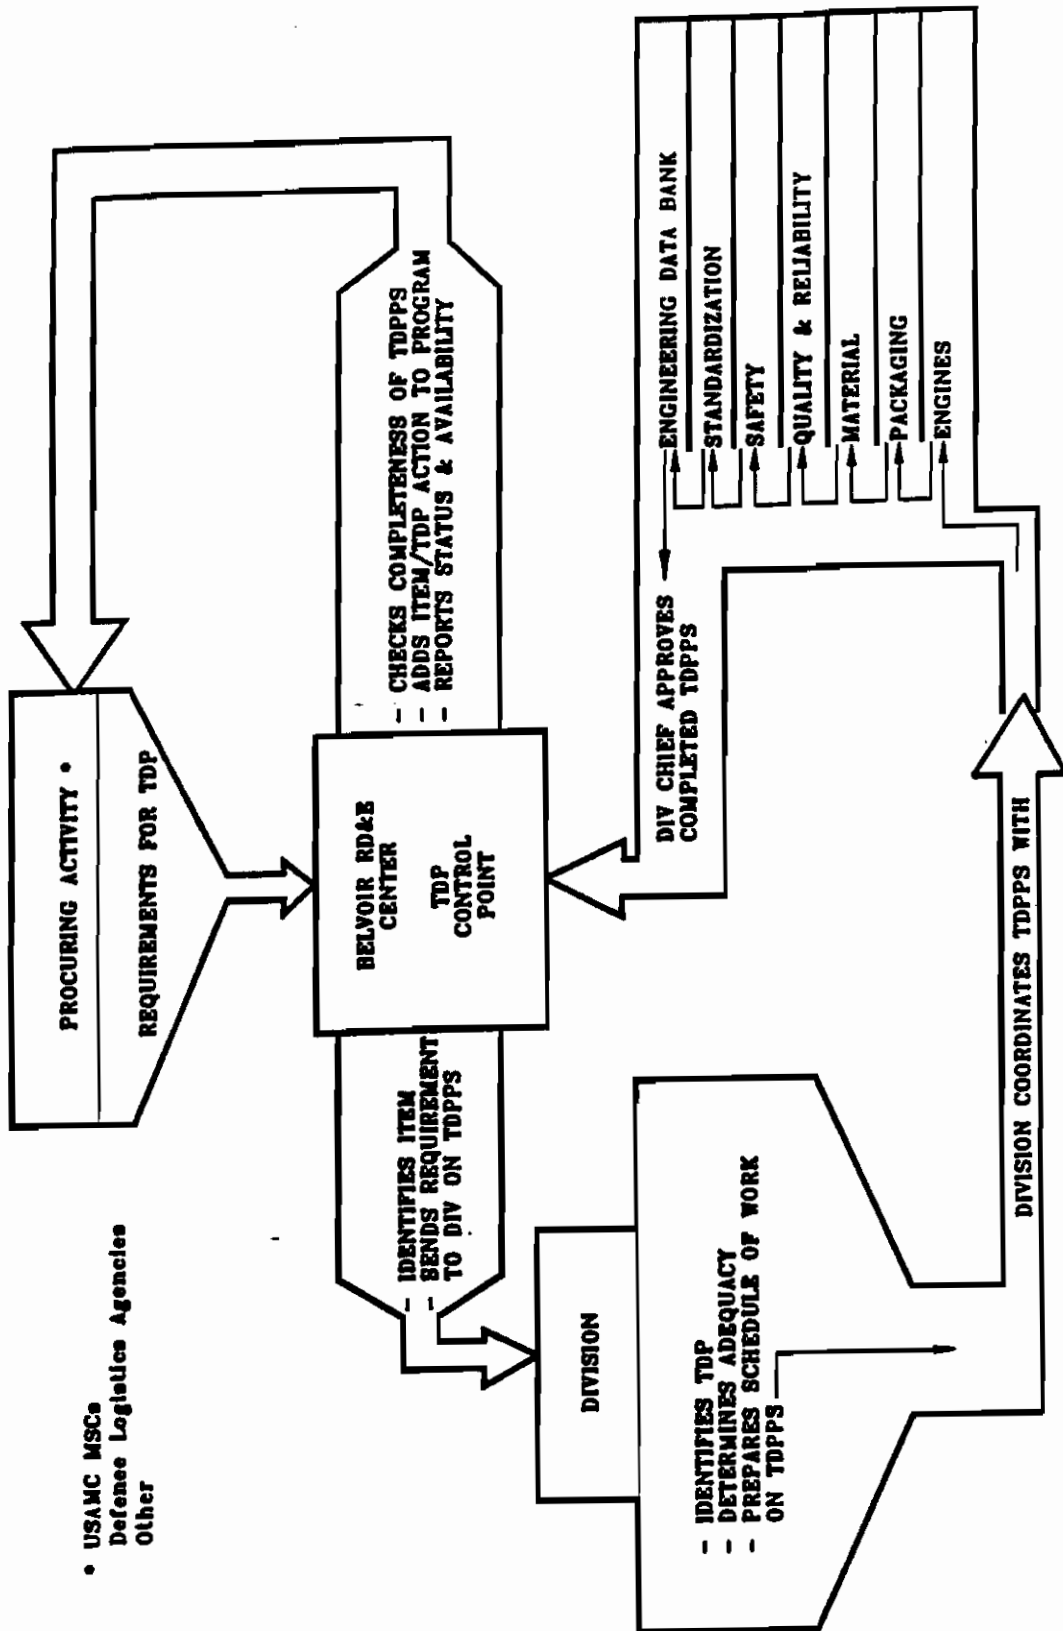 • USAMC MSCs
Defense Logistics Agencies
Other
PROCURING ACTIVITY •
REQUIREMENTS FOR TDP
BELVOIR RD&E
CENTER
TDP
CONTROL
POINT
- IDENTIFIES ITEM
- SENDS REQUIREMENT
TO DIV ON TDPPS
- CHECKS COMPLETENESS OF TDPPS
- ADDS ITEM/TDP ACTION TO PROGRAM
- REPORTS STATUS & AVAILABILITY
DIVISION
- IDENTIFIES TDP
- DETERMINES ADEQUACY
- PREPARES SCHEDULE OF WORK
ON TDPPS
DIVISION COORDINATES TDPPS WITH
DIV CHIEF APPROVES
COMPLETED TDPPS
ENGINEERING DATA BANK
STANDARDIZATION
SAFETY
QUALITY & RELIABILITY
MATERIAL
PACKAGING
ENGINES